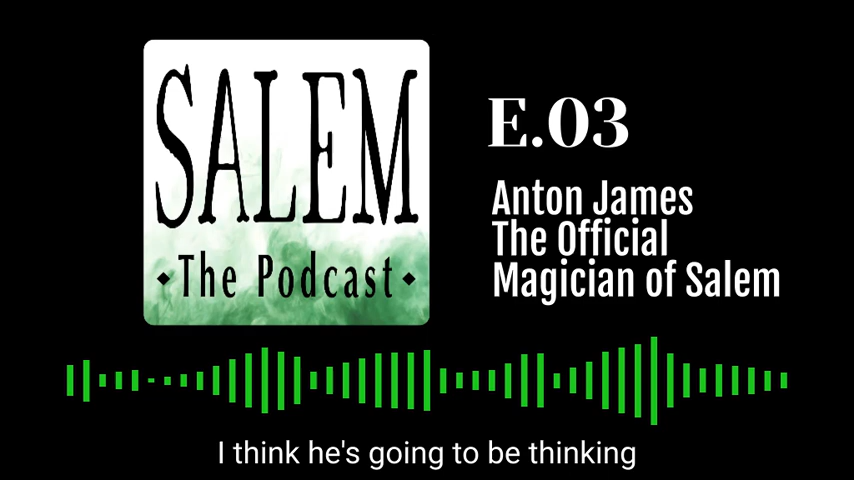 SALEM
◆The Podcast◆
E.03
Anton James
The Official
Magician of Salem
I think he's going to be thinking